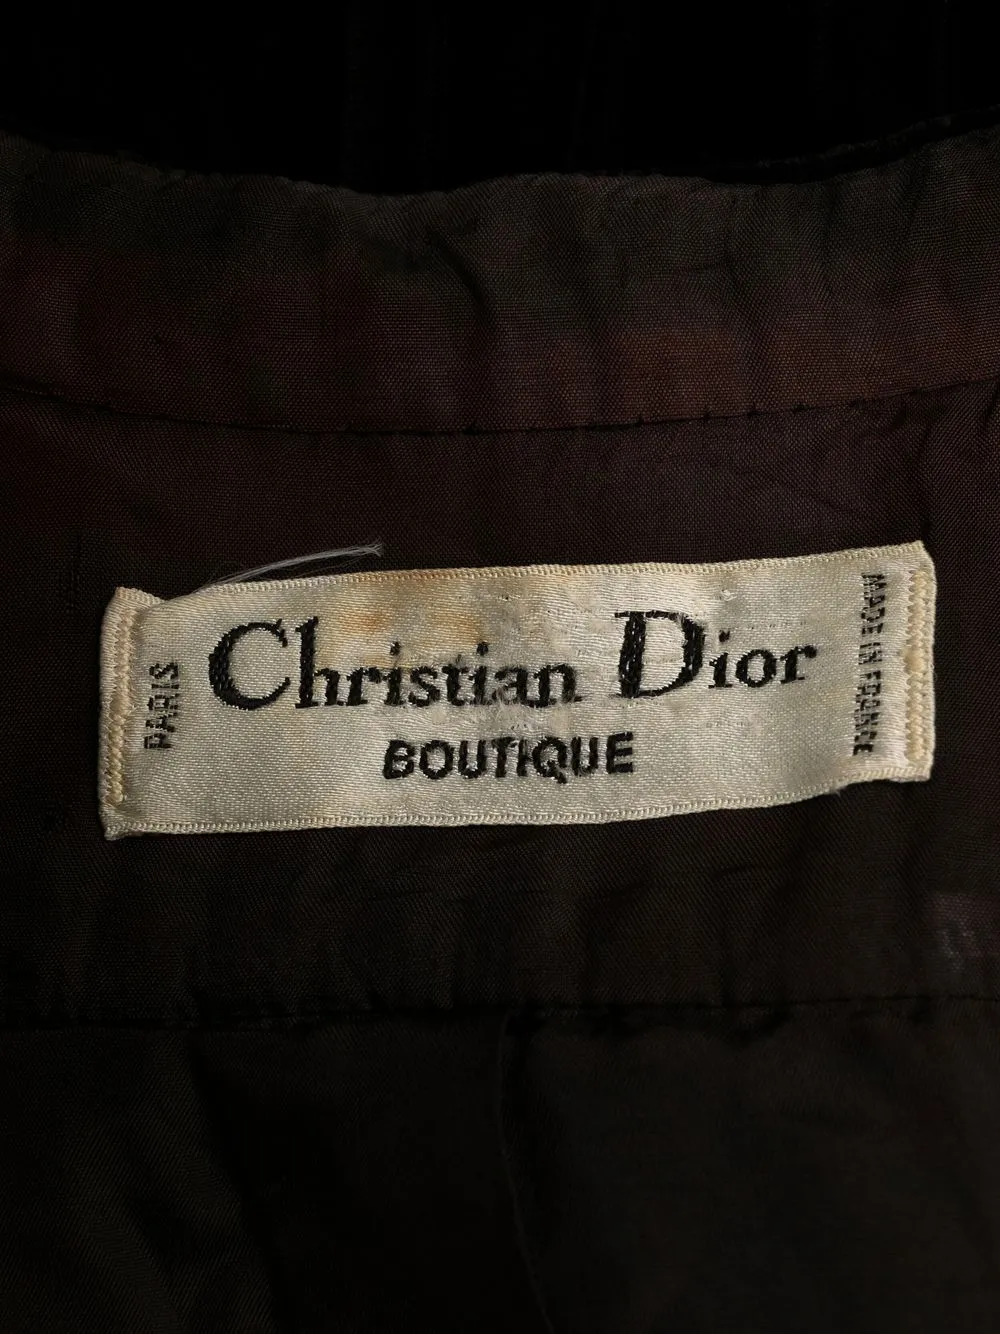 PARIS
Christian Dior
BOUTIQUE
MADE IN FRANCE